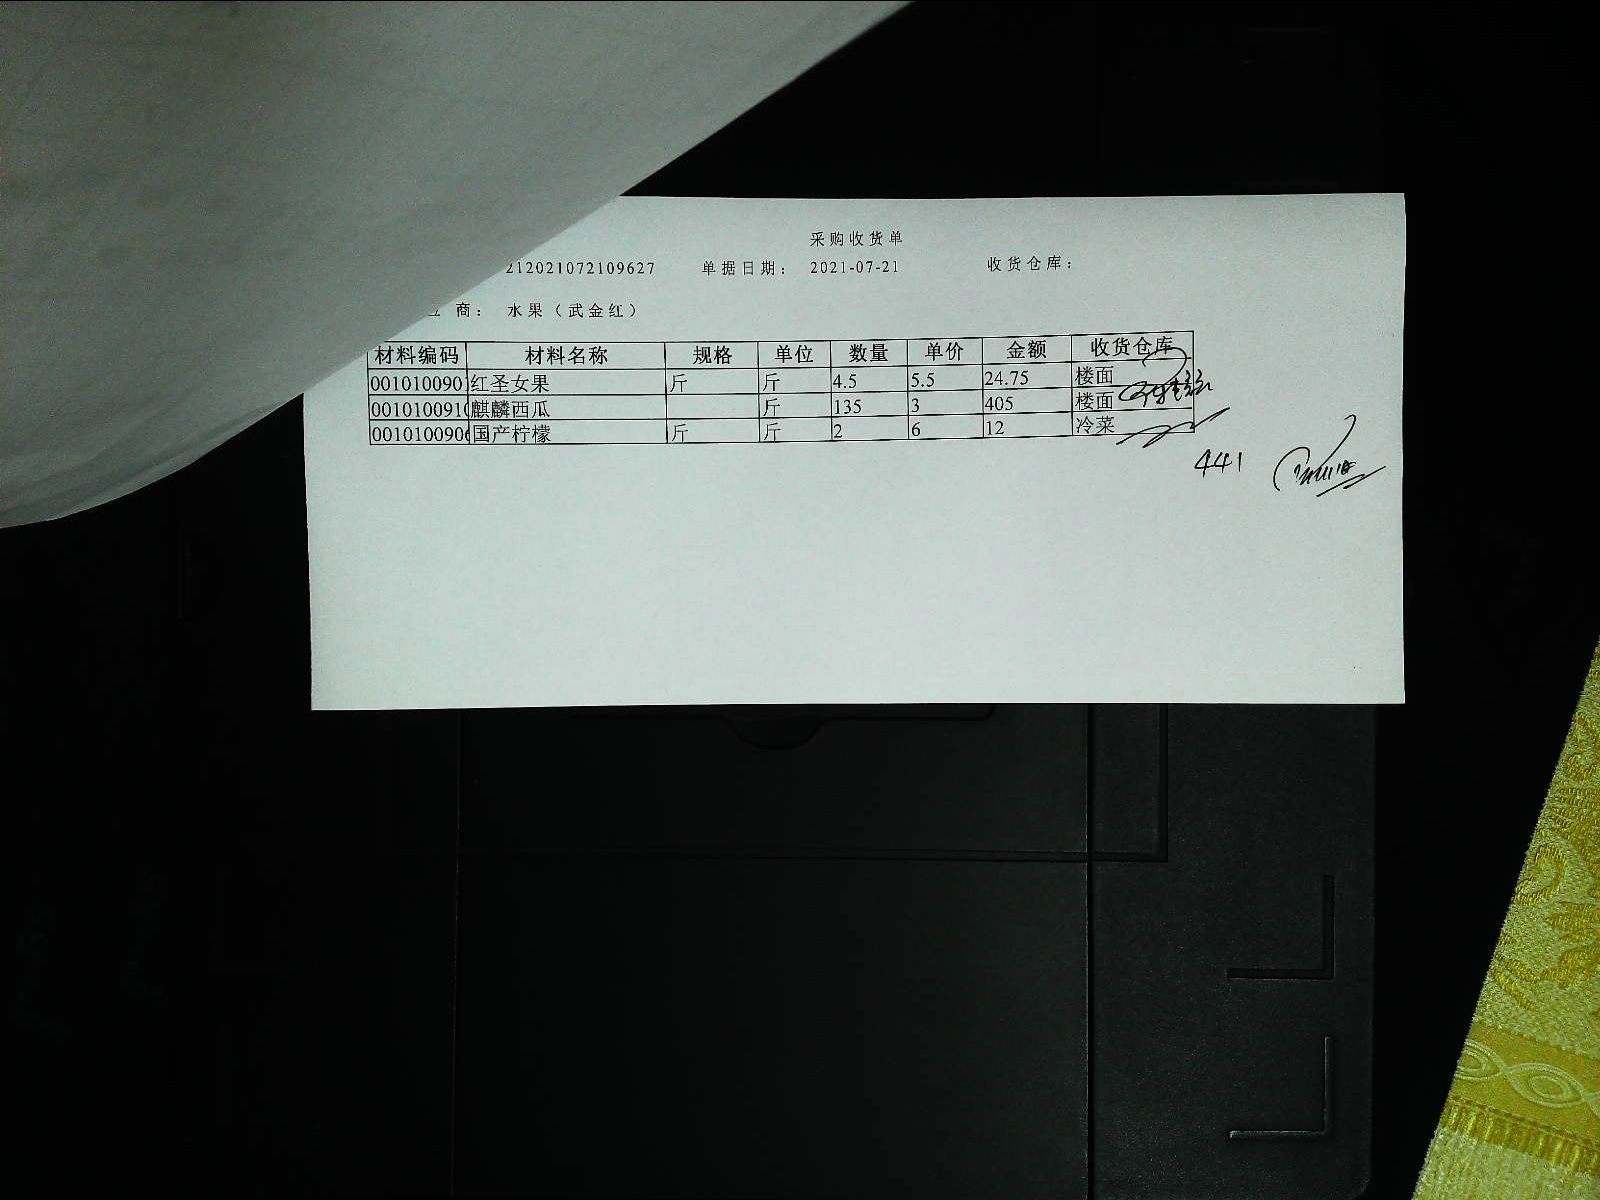 采购收货单
212021072109627 单据日期: 2021-07-21 收货仓库:
商: 水果（武金红）
材料编码 材料名称 规格 单位 数量 单价 金额 收货仓库
001010090 红圣女果 斤 斤 4.5 5.5 24.75 楼面
001010091 麒麟西瓜 斤 135 3 405 楼面
001010090 国产柠檬 斤 斤 2 6 12 冷菜
441